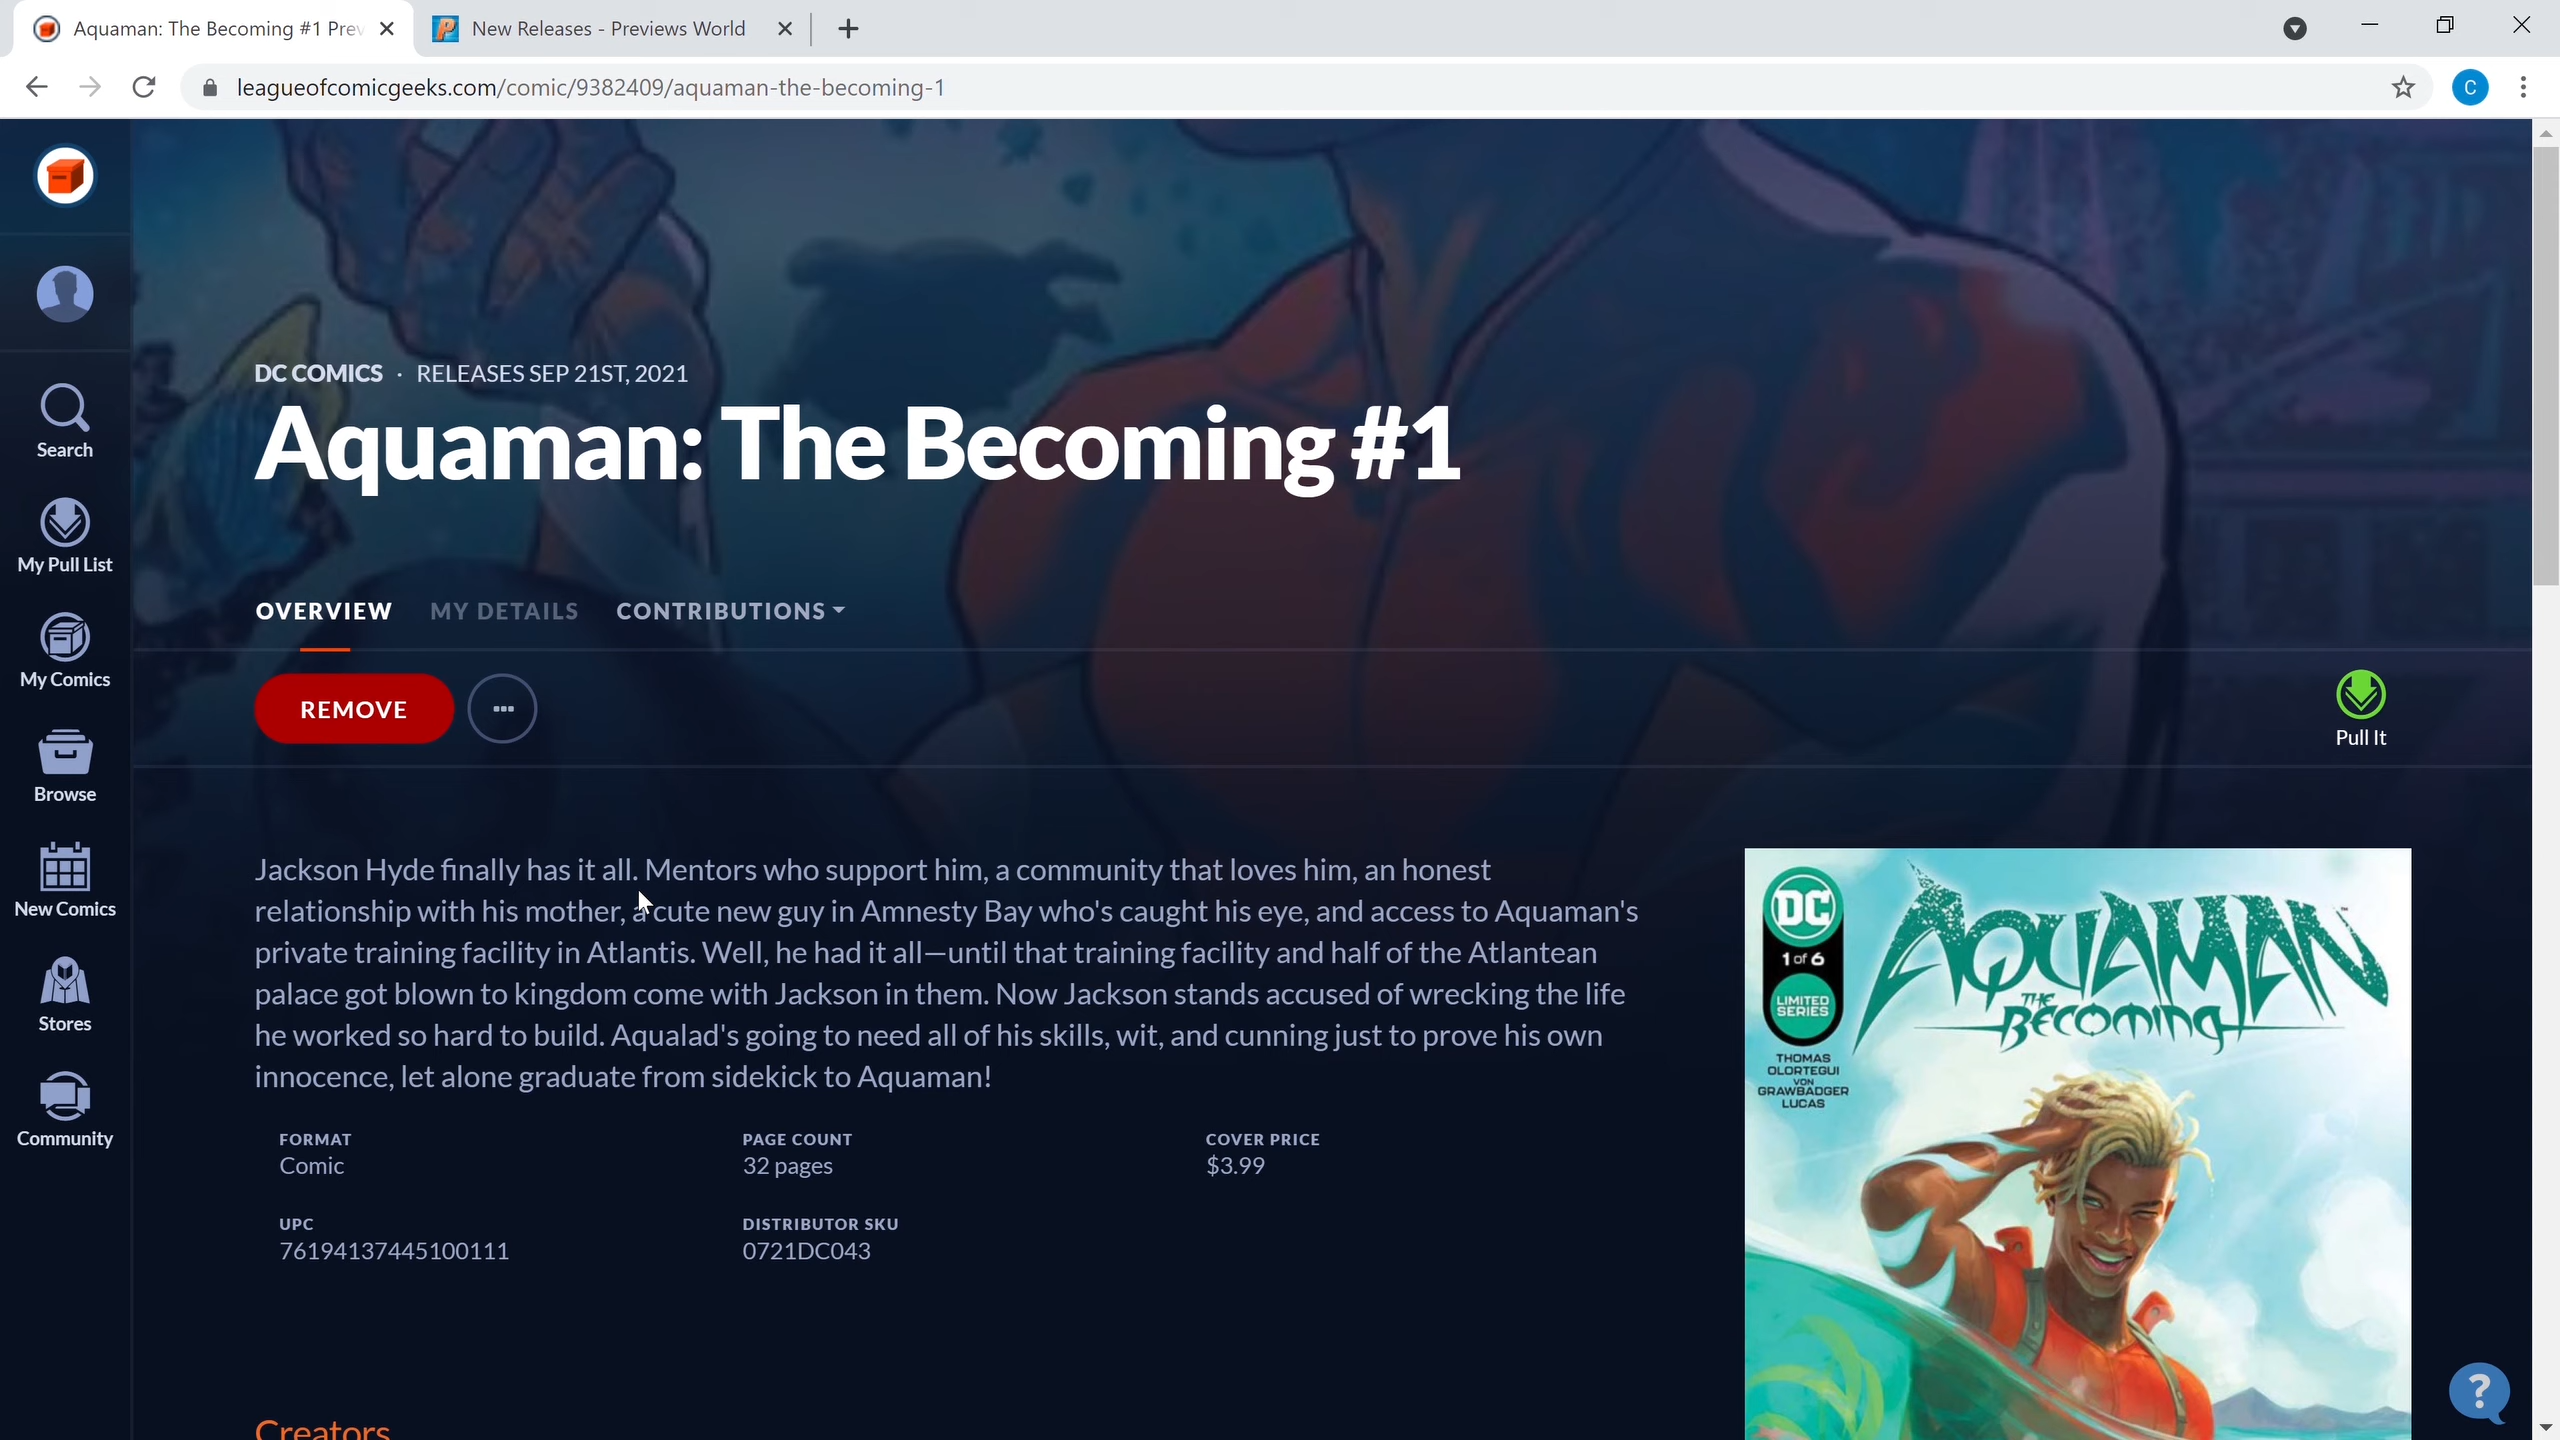 Aquaman: The Becoming #1 Prev
New Releases - Previews World
leagueofcomicgeeks.com/comic/9382409/aquaman-the-becoming-1
C
Search
My Pull List
My Comics
Browse
New Comics
Stores
Community
DC COMICS · RELEASES SEP 21ST, 2021
Aquaman: The Becoming #1
OVERVIEW MY DETAILS CONTRIBUTIONS
REMOVE
Pull It
Jackson Hyde finally has it all. Mentors who support him, a community that loves him, an honest
relationship with his mother, a cute new guy in Amnesty Bay who's caught his eye, and access to Aquaman's
private training facility in Atlantis. Well, he had it all—until that training facility and half of the Atlantean
palace got blown to kingdom come with Jackson in them. Now Jackson stands accused of wrecking the life
he worked so hard to build. Aqualad's going to need all of his skills, wit, and cunning just to prove his own
innocence, let alone graduate from sidekick to Aquaman!
FORMAT PAGE COUNT COVER PRICE
Comic 32 pages $3.99
UPC DISTRIBUTOR SKU
76194137445100111 0721DC043
Creators
DC
1 of 6
LIMITED
SERIES
THOMAS
OLORTEGUI
VON
GRAWBADGER
LUCAS
AQUAMAN
THE
BECOMING
?